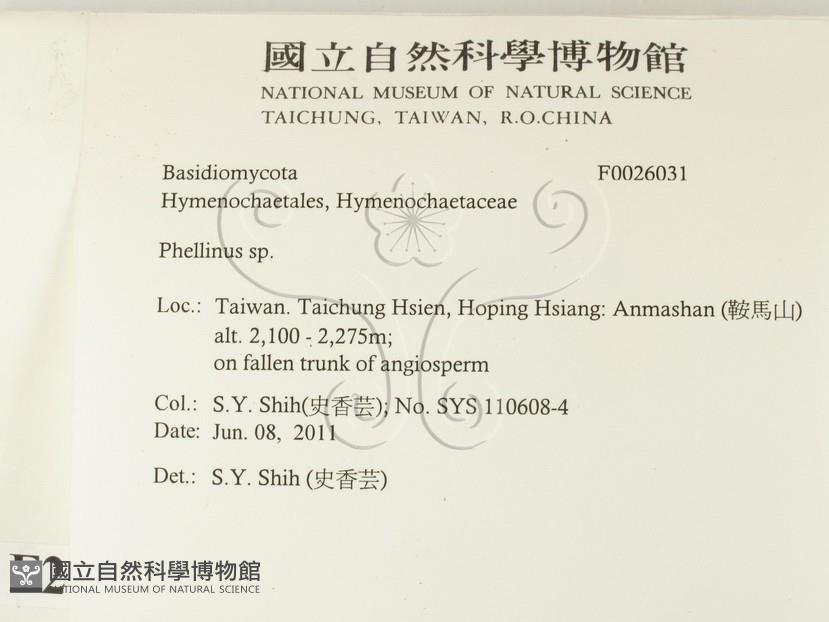 國立自然科學博物館
NATIONAL MUSEUM OF NATURAL SCIENCE
TAICHUNG, TAIWAN, R.O.CHINA
Basidiomycota F0026031
Hymenochaetales, Hymenochaetaceae
Phellinus sp.
Loc.: Taiwan. Taichung Hsien, Hoping Hsiang: Anmashan (鞍馬山)
alt. 2,100 - 2,275m;
on fallen trunk of angiosperm
Col.: S.Y. Shih(史香芸); No. SYS 110608-4
Date: Jun. 08, 2011
Det.: S.Y. Shih (史香芸)
國立自然科學博物館
NATIONAL MUSEUM OF NATURAL SCIENCE